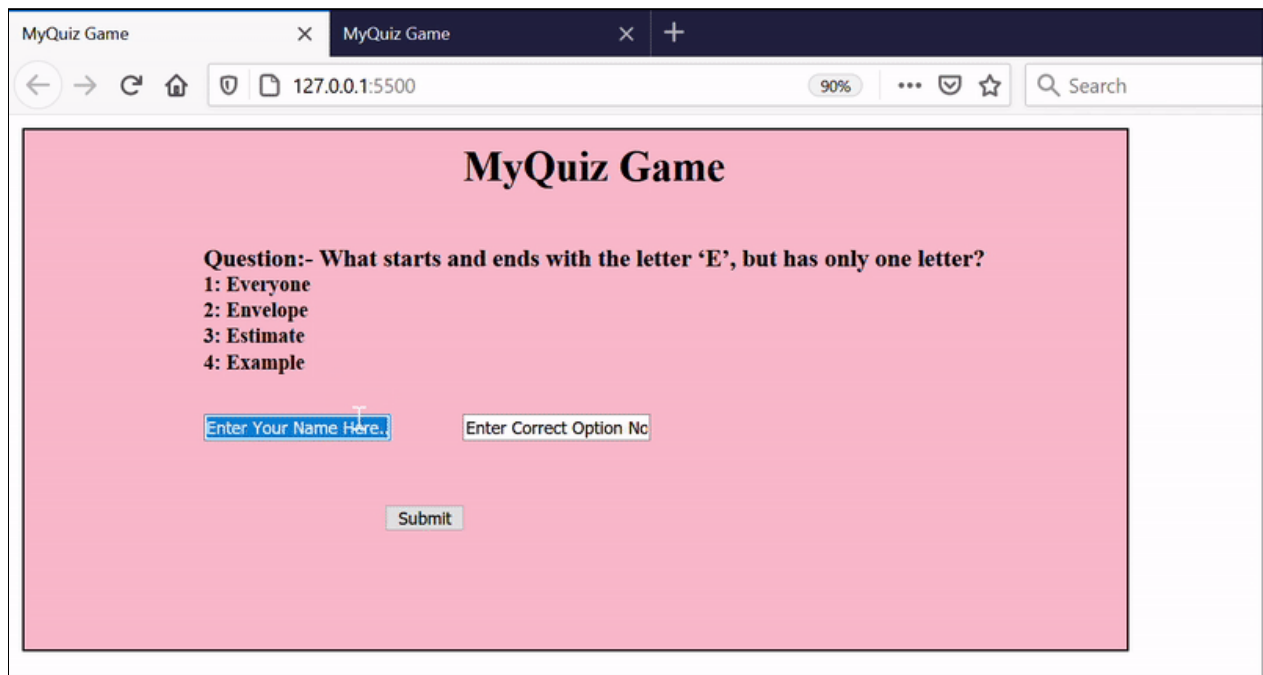 MyQuiz Game MyQuiz Game
127.0.0.1:5500 90% Search
MyQuiz Game
Question:- What starts and ends with the letter ‘E’, but has only one letter?
1: Everyone
2: Envelope
3: Estimate
4: Example
Enter Your Name Here.. Enter Correct Option No
Submit